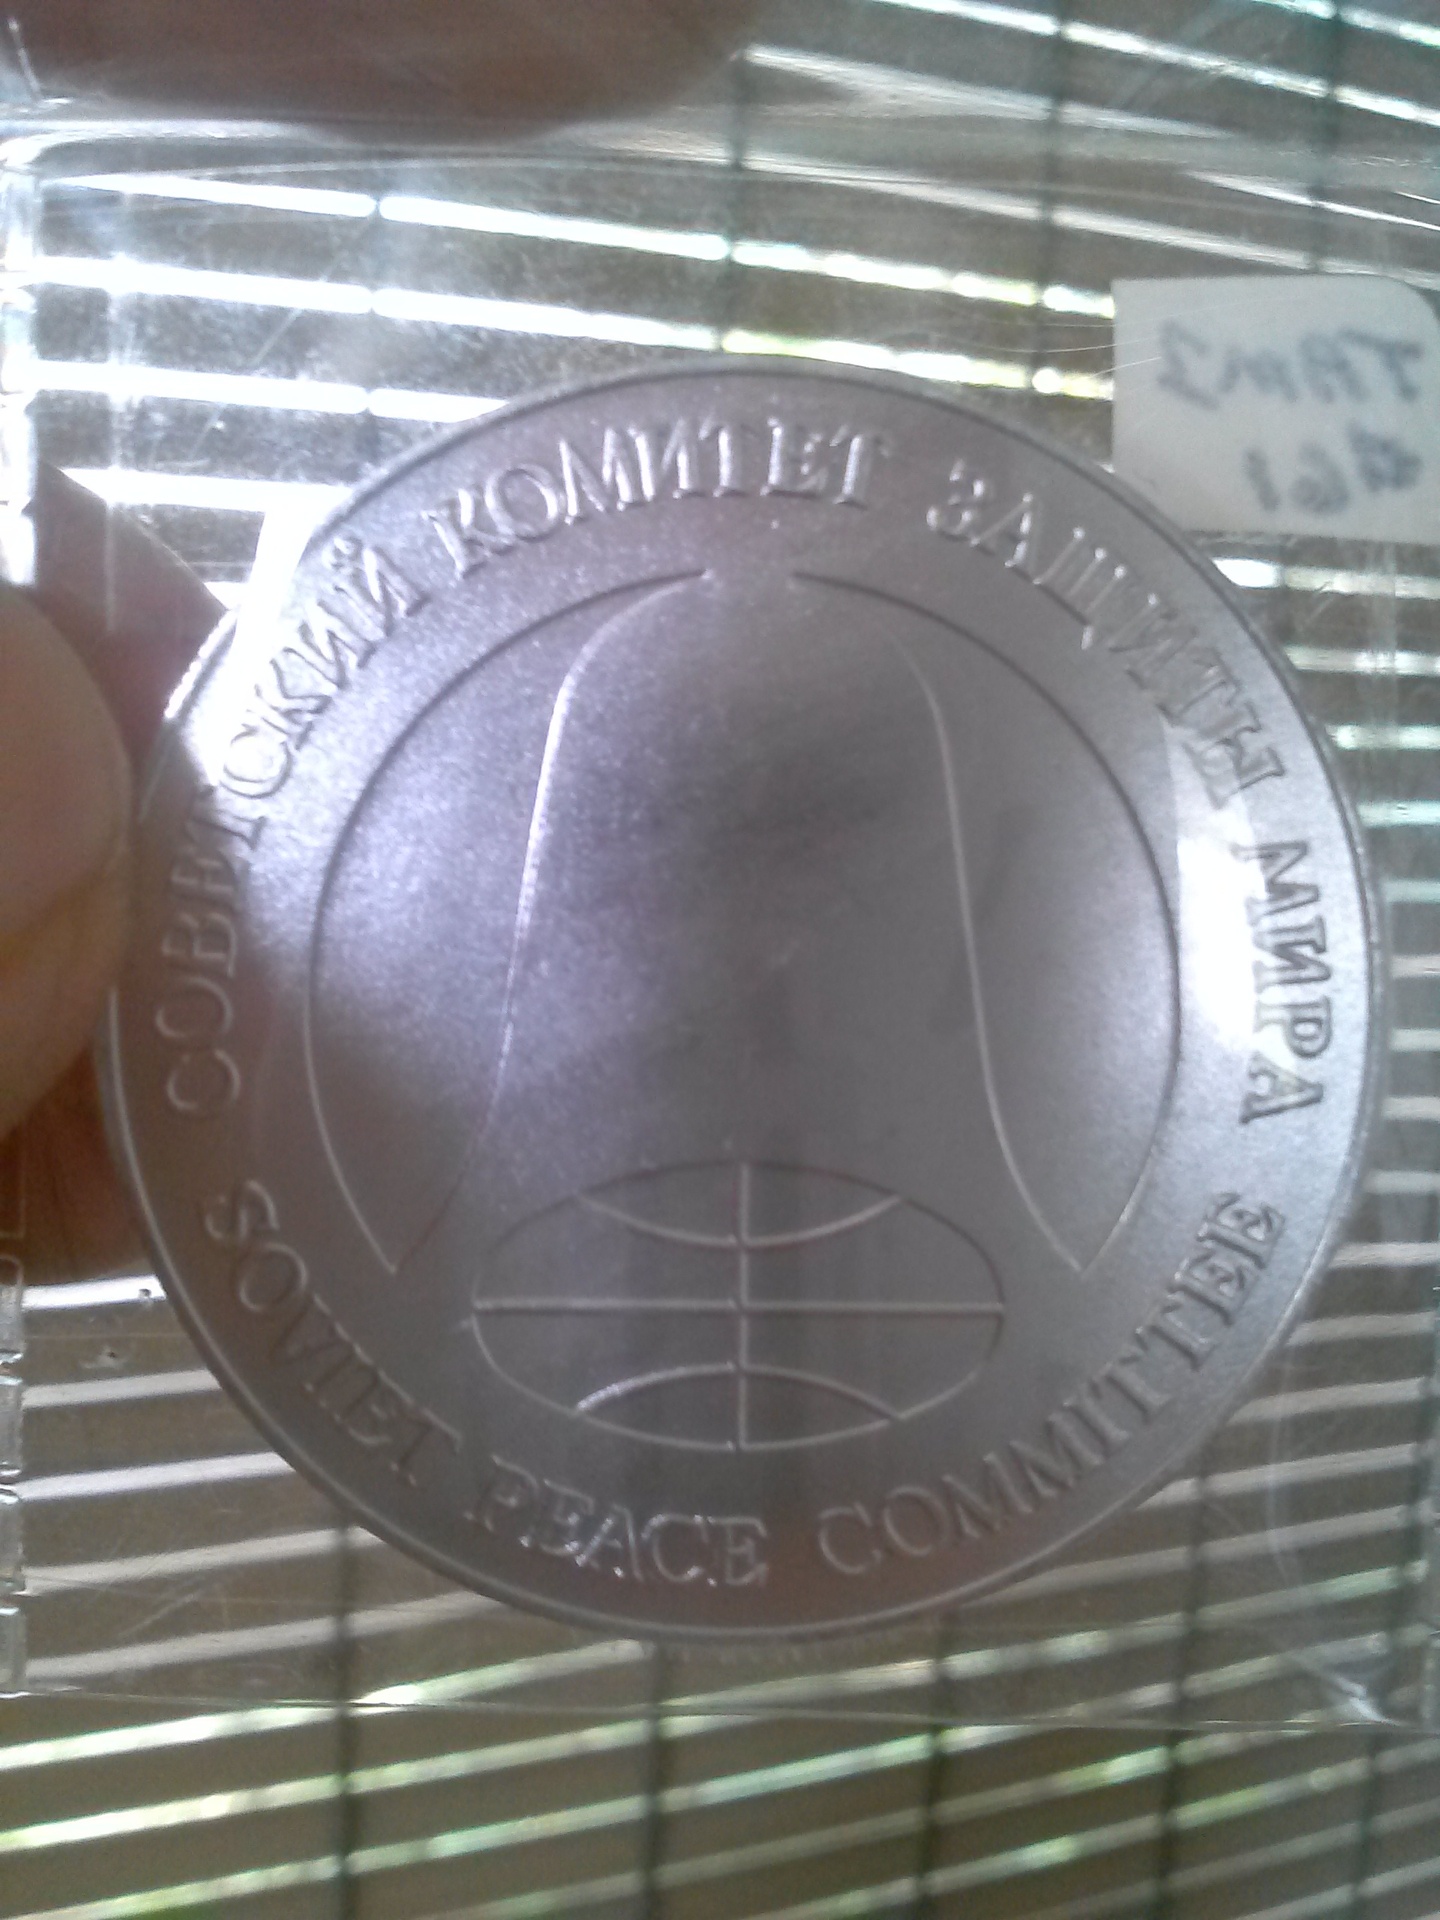 СОВЕТСКИЙ КОМИТЕТ ЗАЩИТЫ МИРА
SOVIET PEACE COMMITTEE